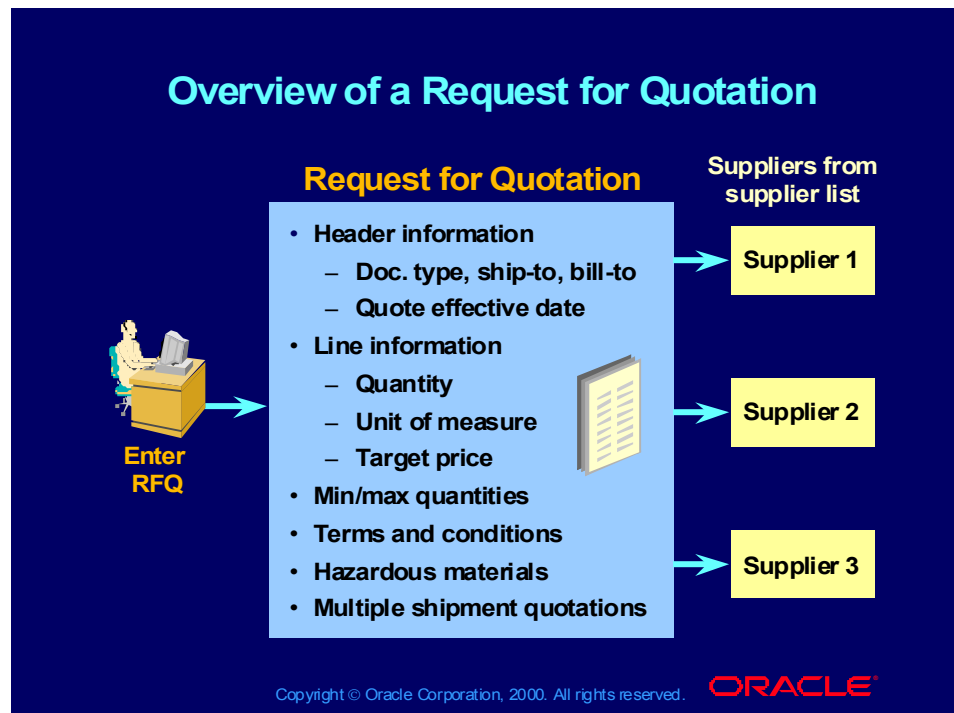 Overview of a Request for Quotation
Request for Quotation
Suppliers from
supplier list
Enter
RFQ
• Header information
– Doc. type, ship-to, bill-to
– Quote effective date
• Line information
– Quantity
– Unit of measure
– Target price
• Min/max quantities
• Terms and conditions
• Hazardous materials
• Multiple shipment quotations
Supplier 1
Supplier 2
Supplier 3
Copyright © Oracle Corporation, 2000. All rights reserved.
ORACLE®